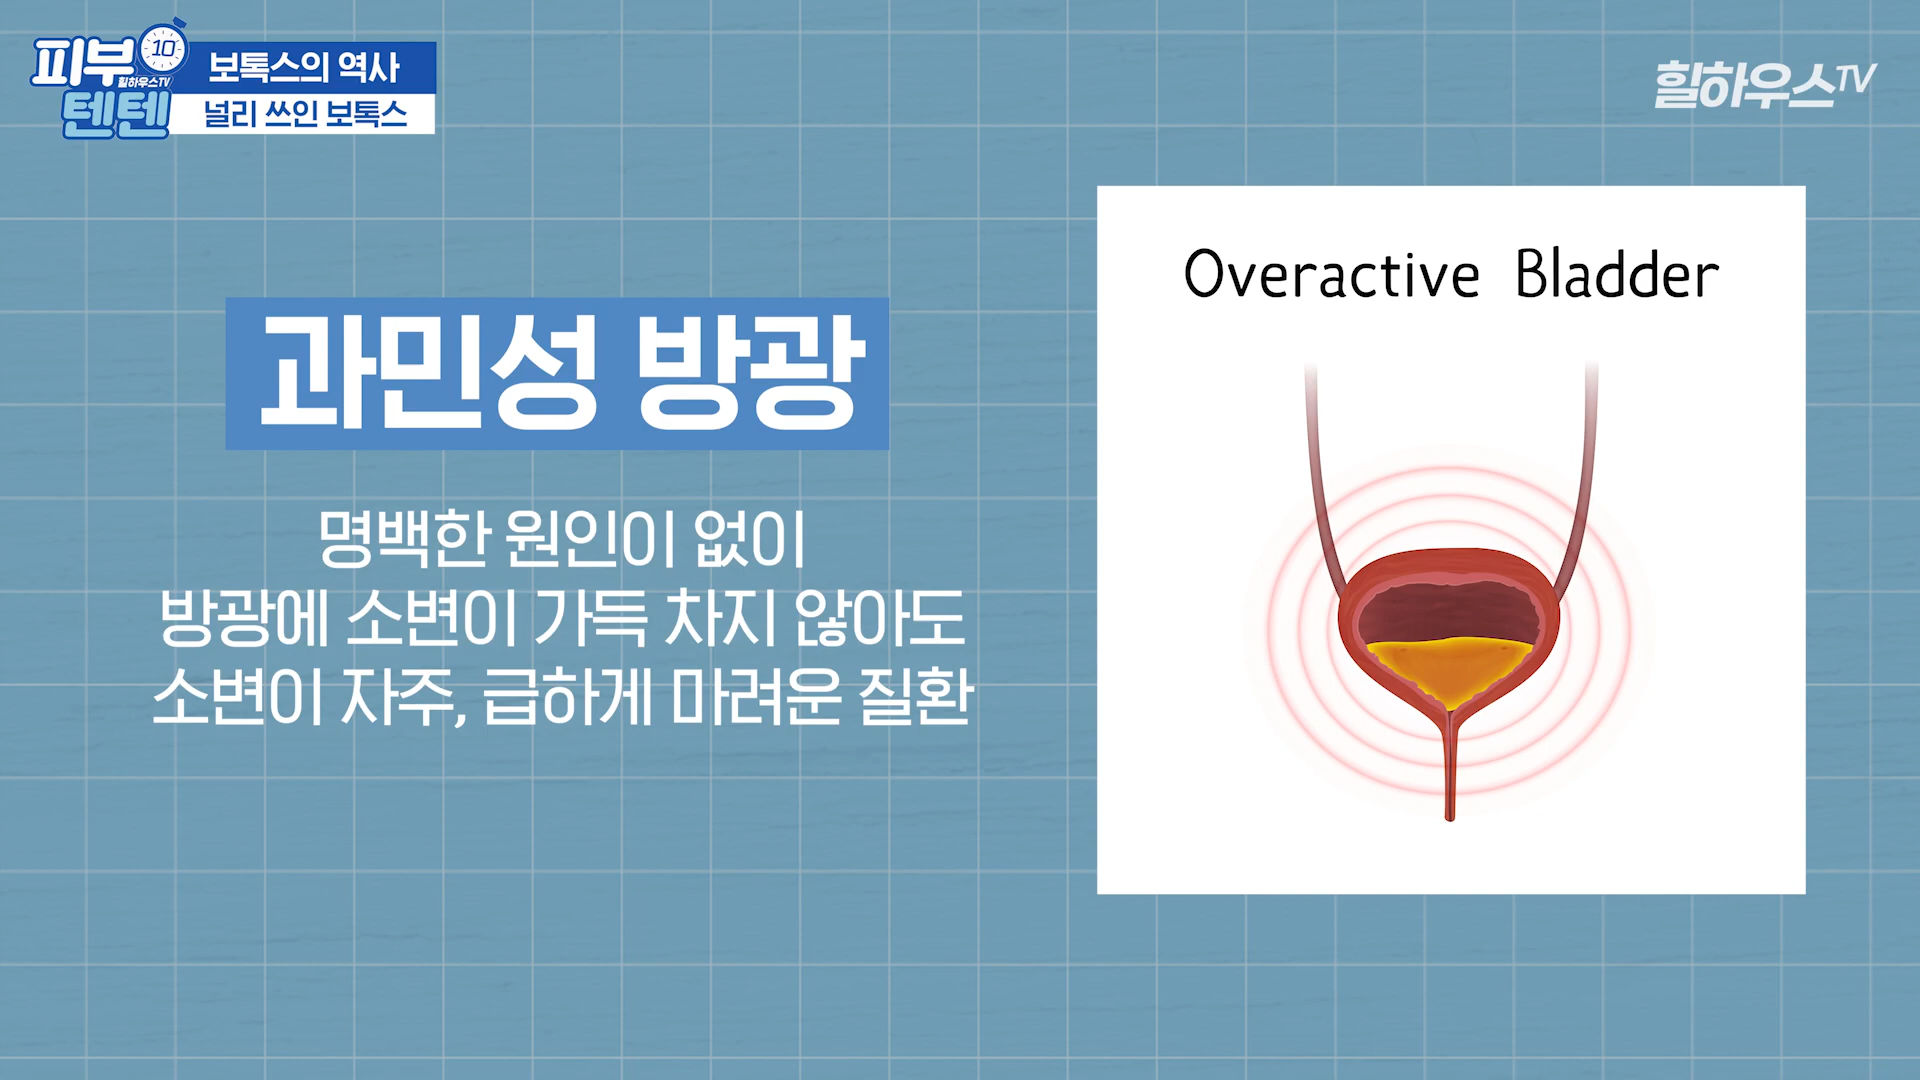 피부
10
힐하우스TV
텐텐
보톡스의 역사
널리 쓰인 보톡스
힐하우스TV
과민성 방광
명백한 원인이 없이
방광에 소변이 가득 차지 않아도
소변이 자주, 급하게 마려운 질환
Overactive Bladder